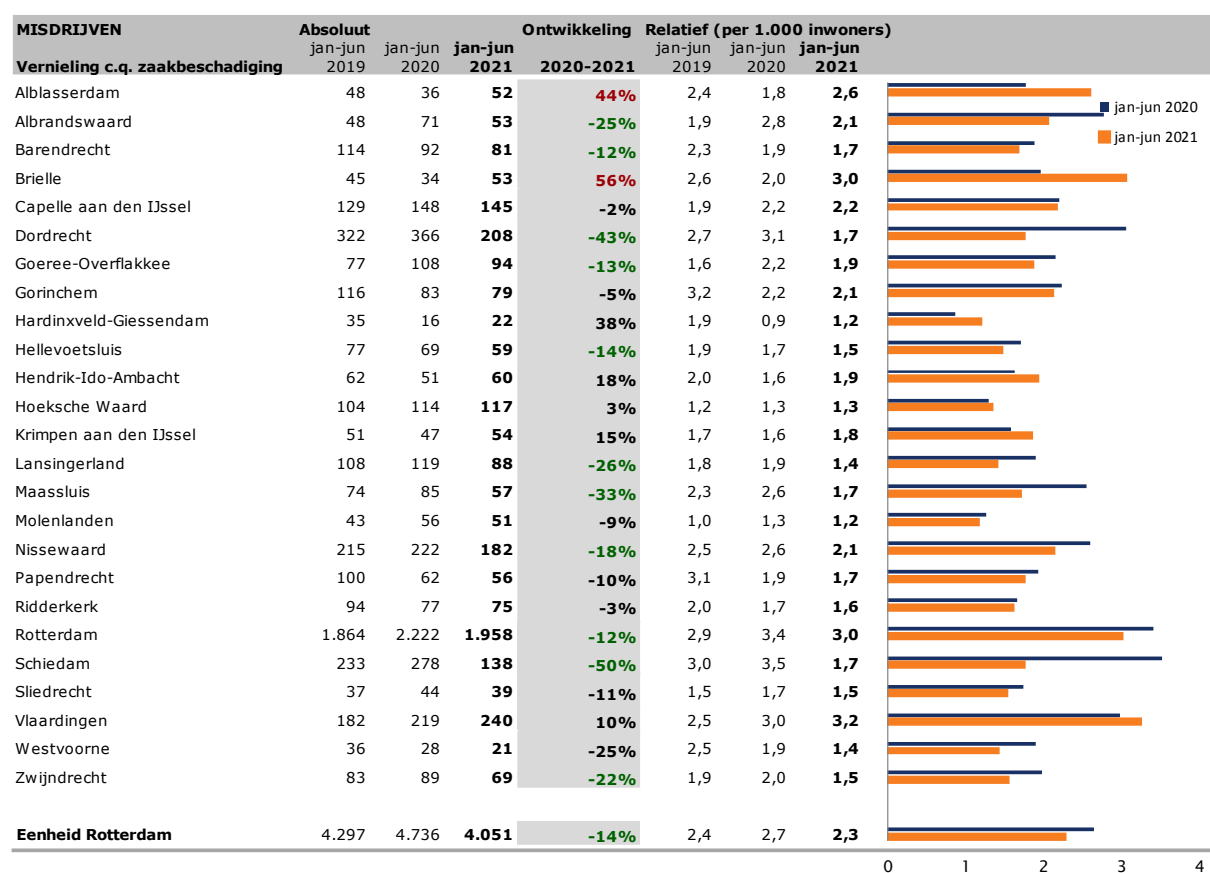 MISDRIJVEN Absoluut Ontwikkeling Relatief (per 1.000 inwoners)
jan-jun jan-jun jan-jun jan-jun jan-jun jan-jun
Vernieling c.q. zaakbeschadiging 2019 2020 2021 2020-2021 2019 2020 2021
Alblasserdam 48 36 52 44% 2,4 1,8 2,6
jan-jun 2020
Albrandswaard 48 71 53 -25% 1,9 2,8 2,1
jan-jun 2021
Barendrecht 114 92 81 -12% 2,3 1,9 1,7
Brielle 45 34 53 56% 2,6 2,0 3,0
Capelle aan den IJssel 129 148 145 -2% 1,9 2,2 2,2
Dordrecht 322 366 208 -43% 2,7 3,1 1,7
Goeree-Overflakkee 77 108 94 -13% 1,6 2,2 1,9
Gorinchem 116 83 79 -5% 3,2 2,2 2,1
Hardinxveld-Giessendam 35 16 22 38% 1,9 0,9 1,2
Hellevoetsluis 77 69 59 -14% 1,9 1,7 1,5
Hendrik-Ido-Ambacht 62 51 60 18% 2,0 1,6 1,9
Hoeksche Waard 104 114 117 3% 1,2 1,3 1,3
Krimpen aan den IJssel 51 47 54 15% 1,7 1,6 1,8
Lansingerland 108 119 88 -26% 1,8 1,9 1,4
Maassluis 74 85 57 -33% 2,3 2,6 1,7
Molenlanden 43 56 51 -9% 1,0 1,3 1,2
Nissewaard 215 222 182 -18% 2,5 2,6 2,1
Papendrecht 100 62 56 -10% 3,1 1,9 1,7
Ridderkerk 94 77 75 -3% 2,0 1,7 1,6
Rotterdam 1.864 2.222 1.958 -12% 2,9 3,4 3,0
Schiedam 233 278 138 -50% 3,0 3,5 1,7
Sliedrecht 37 44 39 -11% 1,5 1,7 1,5
Vlaardingen 182 219 240 10% 2,5 3,0 3,2
Westvoorne 36 28 21 -25% 2,5 1,9 1,4
Zwijndrecht 83 89 69 -22% 1,9 2,0 1,5
Eenheid Rotterdam 4.297 4.736 4.051 -14% 2,4 2,7 2,3
0 1 2 3 4